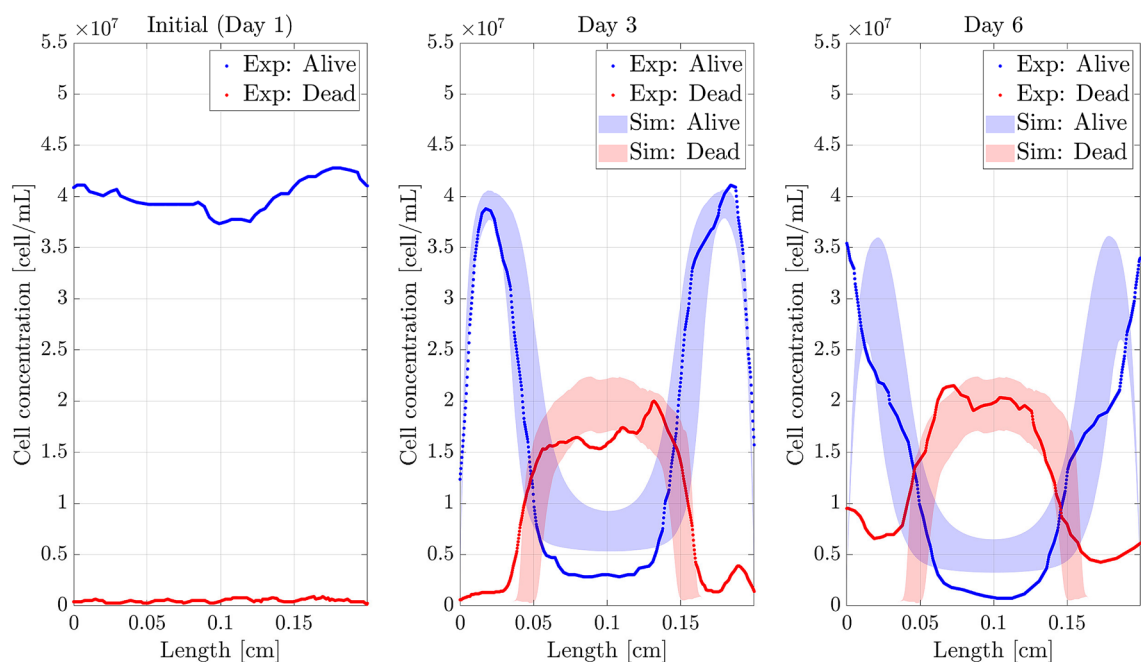 Initial (Day 1)
×10⁷
5.5
5
4.5
4
3.5
3
2.5
2
1.5
1
0.5
0
Cell concentration [cell/mL]
Exp: Alive
Exp: Dead
0 0.05 0.1 0.15
Length [cm]
Day 3
×10⁷
5.5
5
4.5
4
3.5
3
2.5
2
1.5
1
0.5
0
Cell concentration [cell/mL]
Exp: Alive
Exp: Dead
Sim: Alive
Sim: Dead
0 0.05 0.1 0.15
Length [cm]
Day 6
×10⁷
5.5
5
4.5
4
3.5
3
2.5
2
1.5
1
0.5
0
Cell concentration [cell/mL]
Exp: Alive
Exp: Dead
Sim: Alive
Sim: Dead
0 0.05 0.1 0.15
Length [cm]